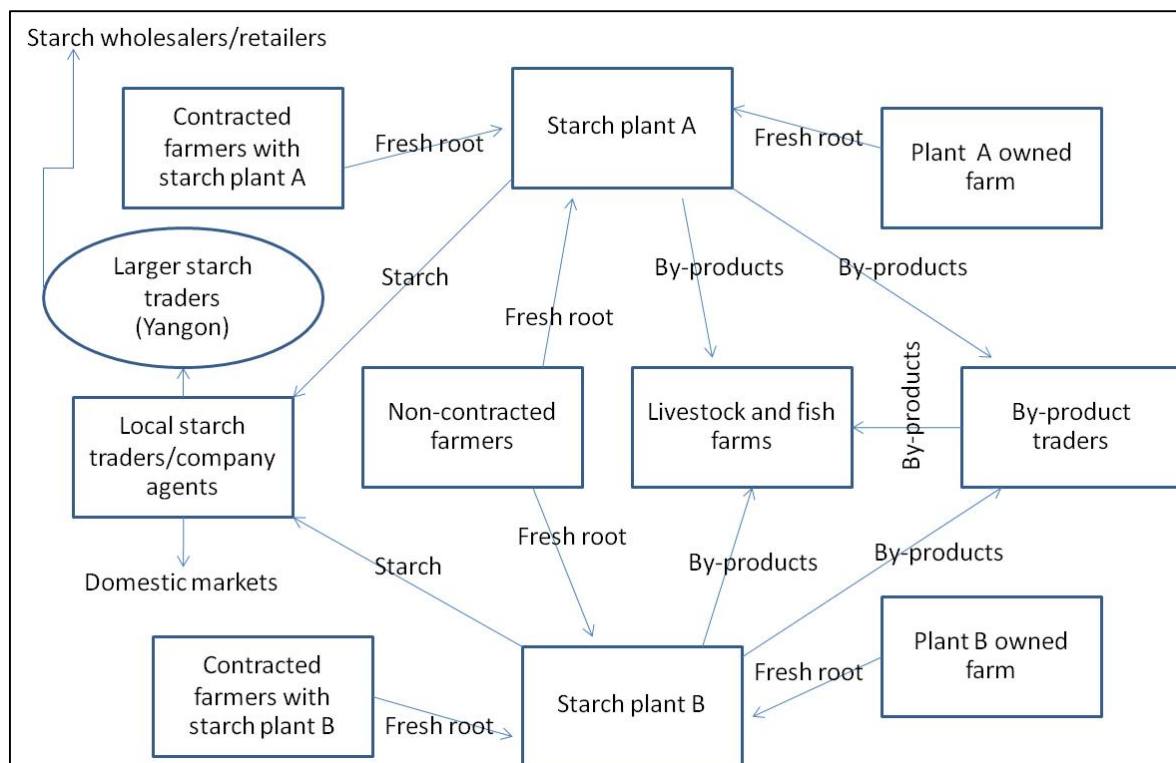 Starch wholesalers/retailers
Contracted
farmers with
starch plant A
Fresh root
Starch plant A
Fresh root
Plant A owned
farm
Larger starch
traders
(Yangon)
Starch
By-products
By-products
Fresh root
Local starch
traders/company
agents
Non-contracted
farmers
Livestock and fish
farms
By-products
By-product
traders
Domestic markets
Starch
Fresh root
By-products
By-products
Contracted
farmers with
starch plant B
Fresh root
Starch plant B
Fresh root
Plant B owned
farm